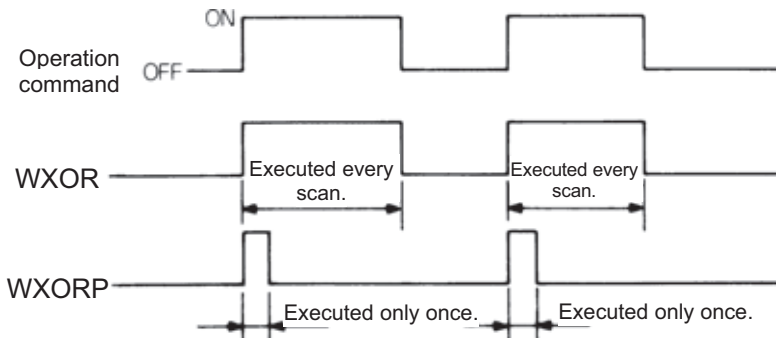 ON
Operation
command
OFF
WXOR
Executed every
scan.
Executed every
scan.
WXORP
Executed only once.
Executed only once.